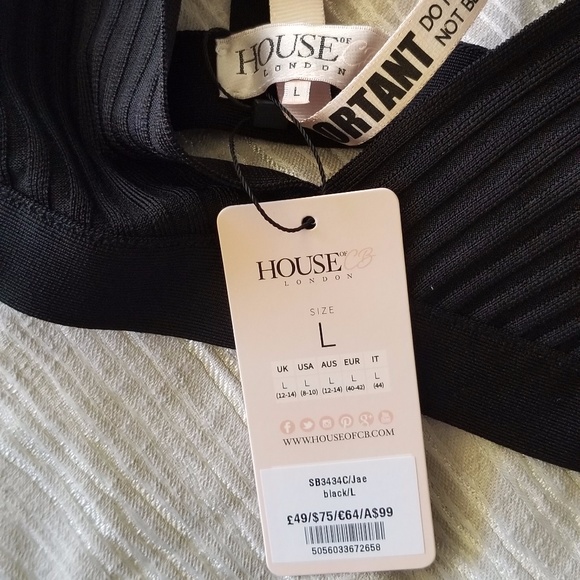 HOUSE OF CB
LONDON
L
ORTANT
DO
NOT
HOUSE OF CB
LONDON
SIZE
L
UK USA AUS EUR IT
L L L L L
(12-14) (8-10) (12-14) (40-42) (44)
WWW.HOUSEOFCB.COM
SB3434C/Jae
black/L
£49/$75/€64/A$99
5056033672658